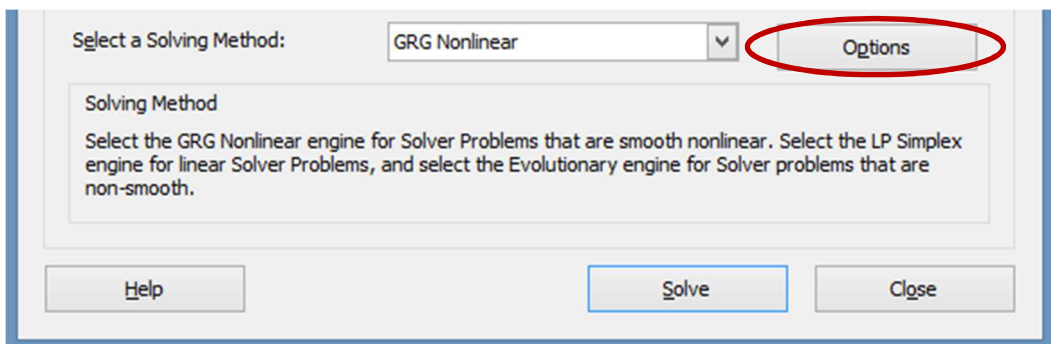 Select a Solving Method:
GRG Nonlinear
Options
Solving Method
Select the GRG Nonlinear engine for Solver Problems that are smooth nonlinear. Select the LP Simplex
engine for linear Solver Problems, and select the Evolutionary engine for Solver problems that are
non-smooth.
Help
Solve
Close